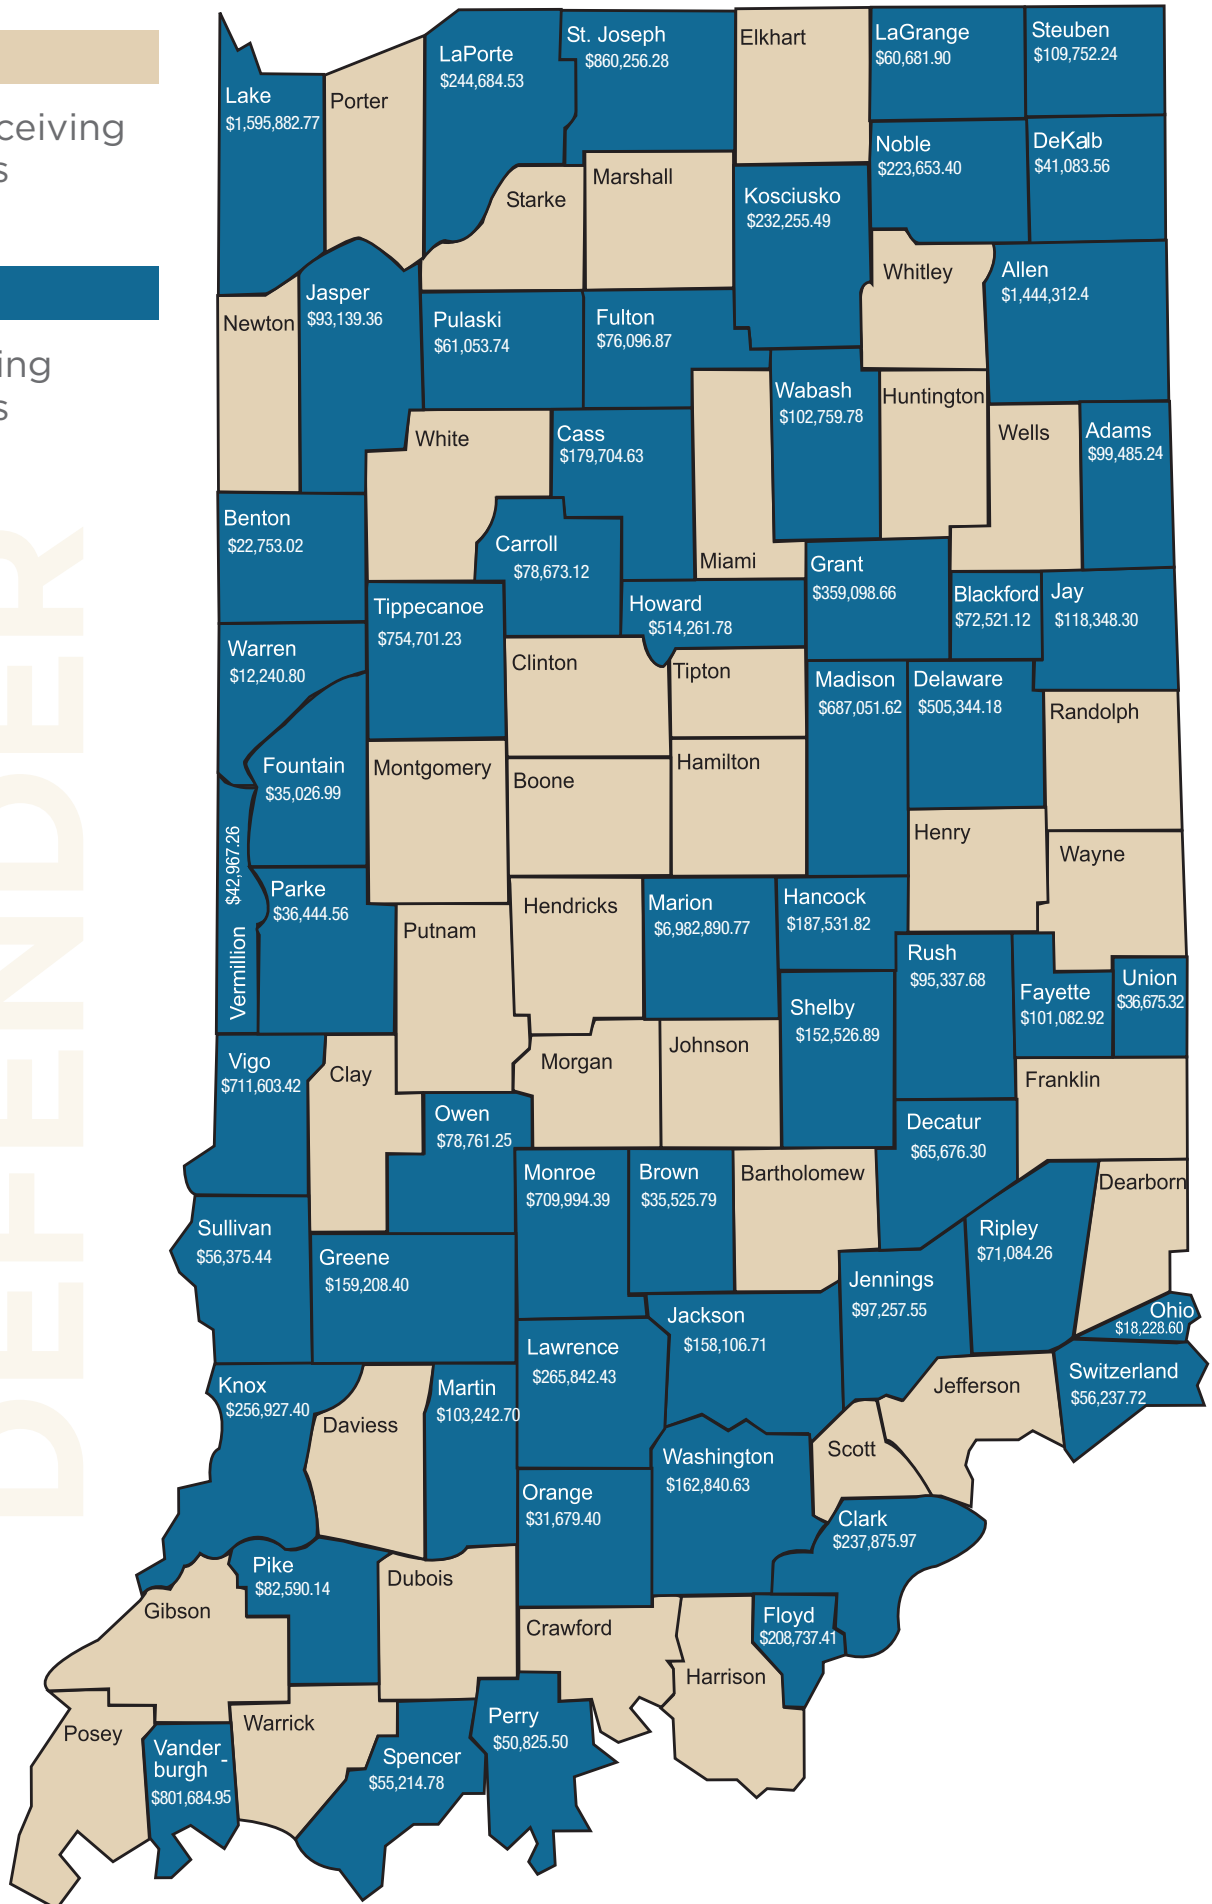 ceiving
s
ing
s
DEFENDER
LaPorte
$244,684.53
St. Joseph
$860,256.28
Elkhart
LaGrange
$60,681.90
Steuben
$109,752.24
Lake
$1,595,882.77
Porter
Noble
$223,653.40
DeKalb
$41,083.56
Starke
Marshall
Kosciusko
$232,255.49
Whitley
Allen
$1,444,312.4
Newton
Jasper
$93,139.36
Pulaski
$61,053.74
Fulton
$76,096.87
Wabash
$102,759.78
Huntington
White
Cass
$179,704.63
Wells
Adams
$99,485.24
Benton
$22,753.02
Carroll
$78,673.12
Miami
Grant
$359,098.66
Blackford
$72,521.12
Jay
$118,348.30
Tippecanoe
$754,701.23
Howard
$514,261.78
Warren
$12,240.80
Clinton
Tipton
Madison
$687,051.62
Delaware
$505,344.18
Randolph
Fountain
$35,026.99
Montgomery
Boone
Hamilton
Henry
Wayne
Vermillion
$42,967.26
Parke
$36,444.56
Putnam
Hendricks
Marion
$6,982,890.77
Hancock
$187,531.82
Rush
$95,337.68
Fayette
$101,082.92
Union
$36,675.32
Shelby
$152,526.89
Vigo
$711,603.42
Clay
Morgan
Johnson
Franklin
Owen
$78,761.25
Decatur
$65,676.30
Monroe
$709,994.39
Brown
$35,525.79
Bartholomew
Dearborn
Sullivan
$56,375.44
Greene
$159,208.40
Ripley
$71,084.26
Jennings
$97,257.55
Jackson
$158,106.71
Ohio
$18,228.60
Lawrence
$265,842.43
Switzerland
$56,237.72
Knox
$256,927.40
Daviess
Martin
$103,242.70
Jefferson
Scott
Washington
$162,840.63
Orange
$31,679.40
Clark
$237,875.97
Pike
$82,590.14
Dubois
Gibson
Crawford
Floyd
$208,737.41
Harrison
Posey
Vander -
burgh
$801,684.95
Warrick
Perry
$50,825.50
Spencer
$55,214.78